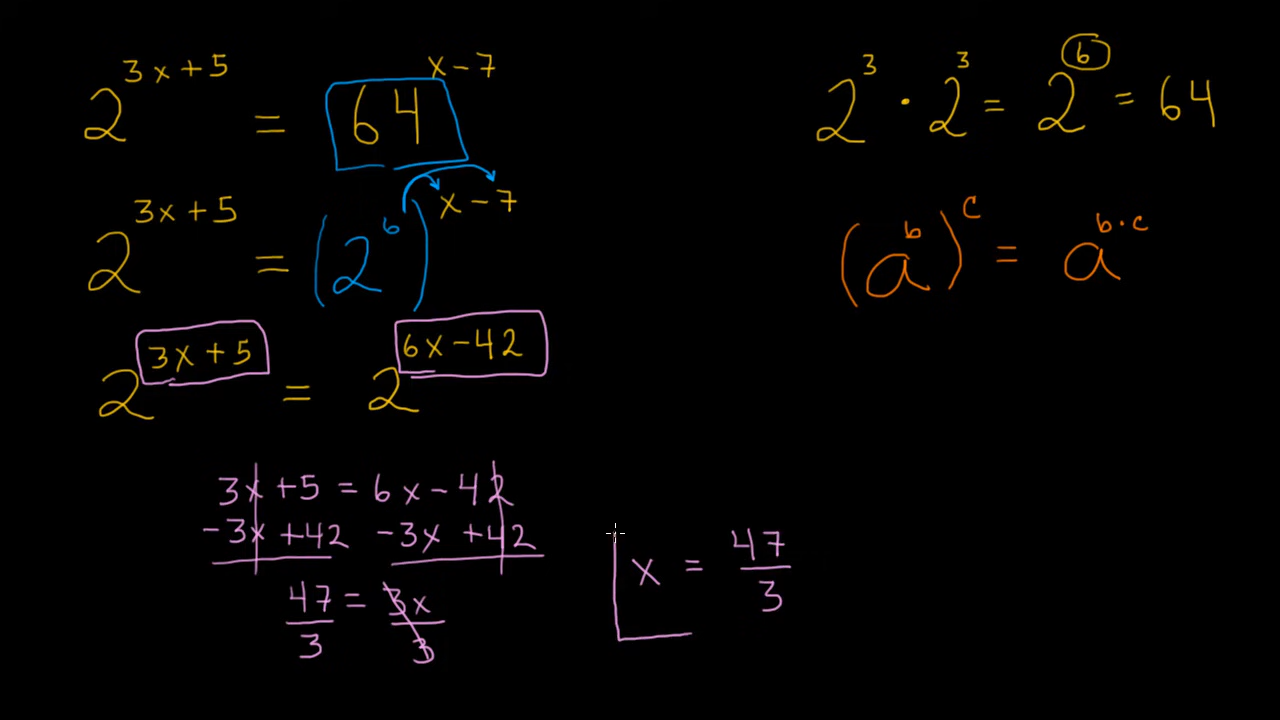 2^{3x+5} = 64^{x-7}
2^{3x+5} = (2^6)^{x-7}
2^{3x+5} = 2^{6x-42}
3x+5 = 6x-42
-3x+42 -3x+42
47/3 = 3x/3
x = 47/3
2^3 · 2^3 = 2^6 = 64
(a^b)^c = a^{b·c}